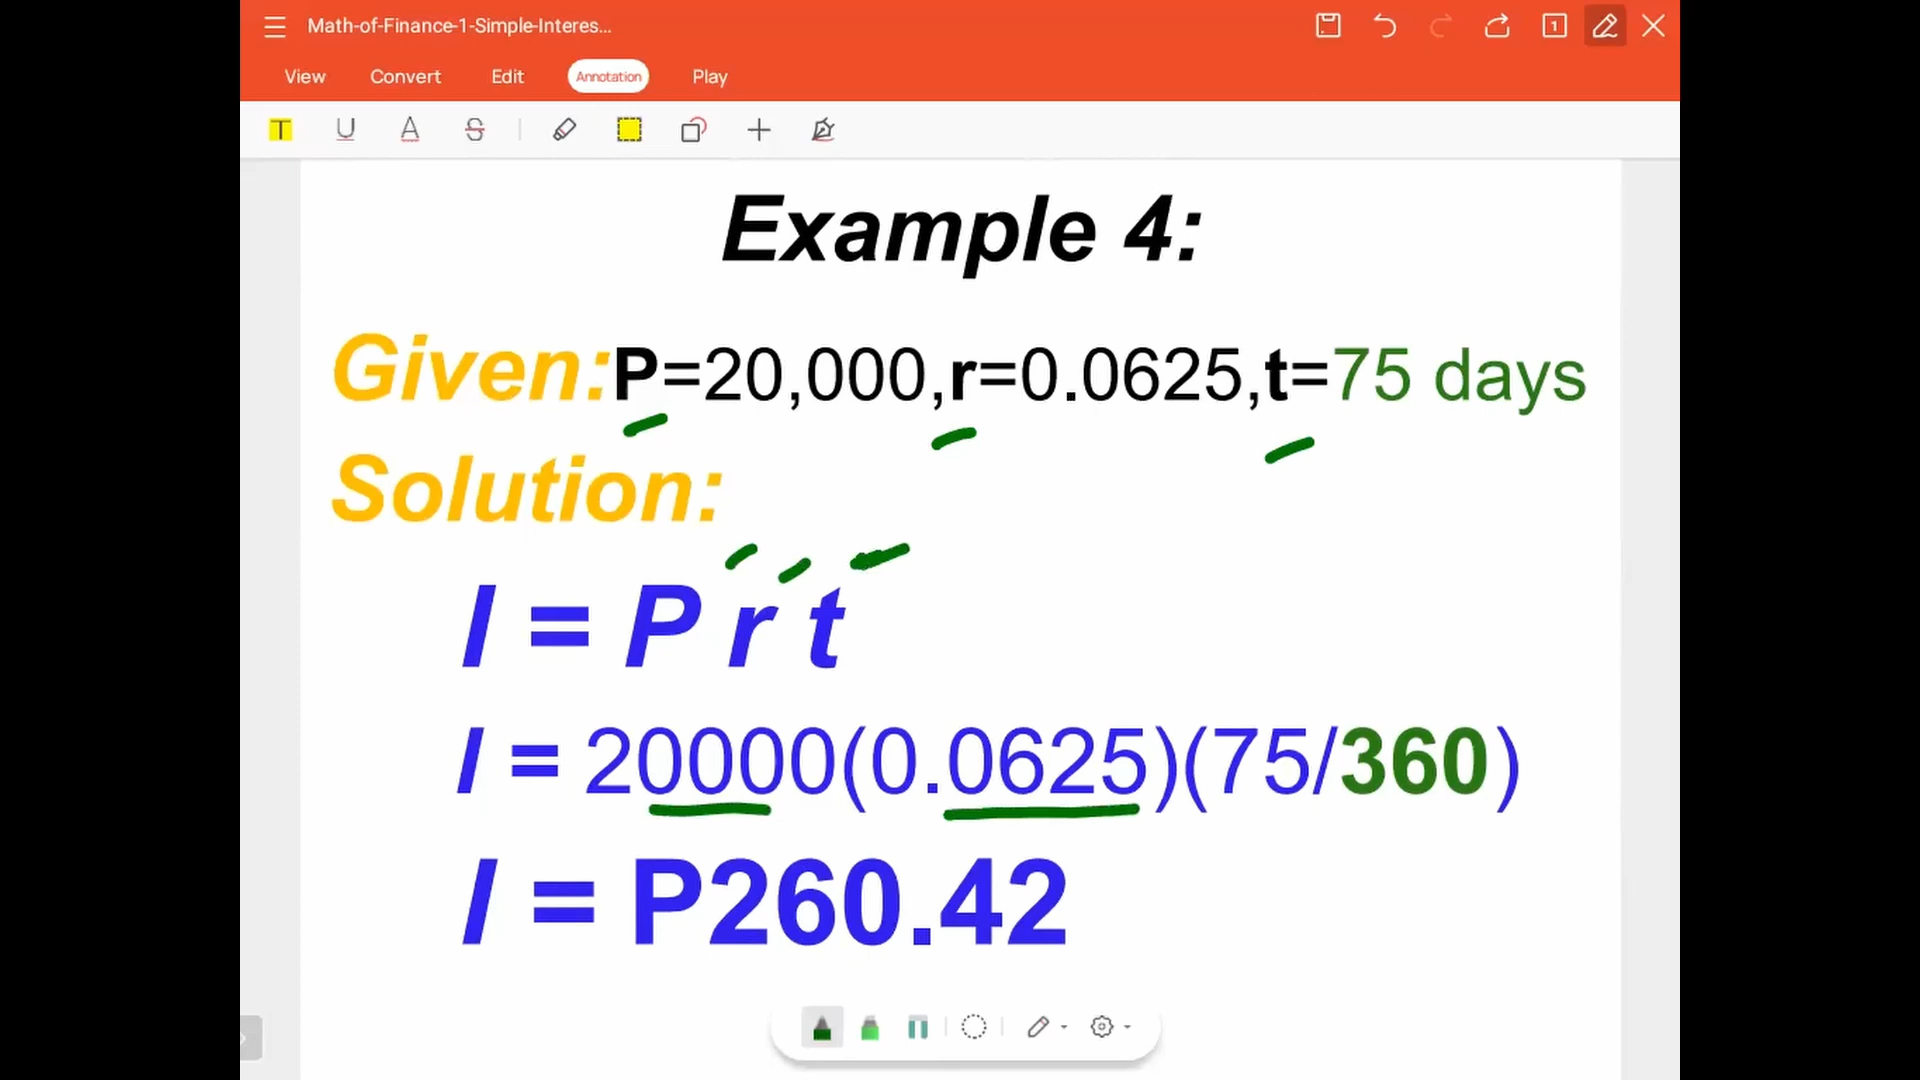 Math-of-Finance-1-Simple-Interes...
1
View Convert Edit Annotation Play
T U A S
Example 4:
Given:P=20,000,r=0.0625,t=75 days
Solution:
I = P r t
I = 20000(0.0625)(75/360)
I = P260.42